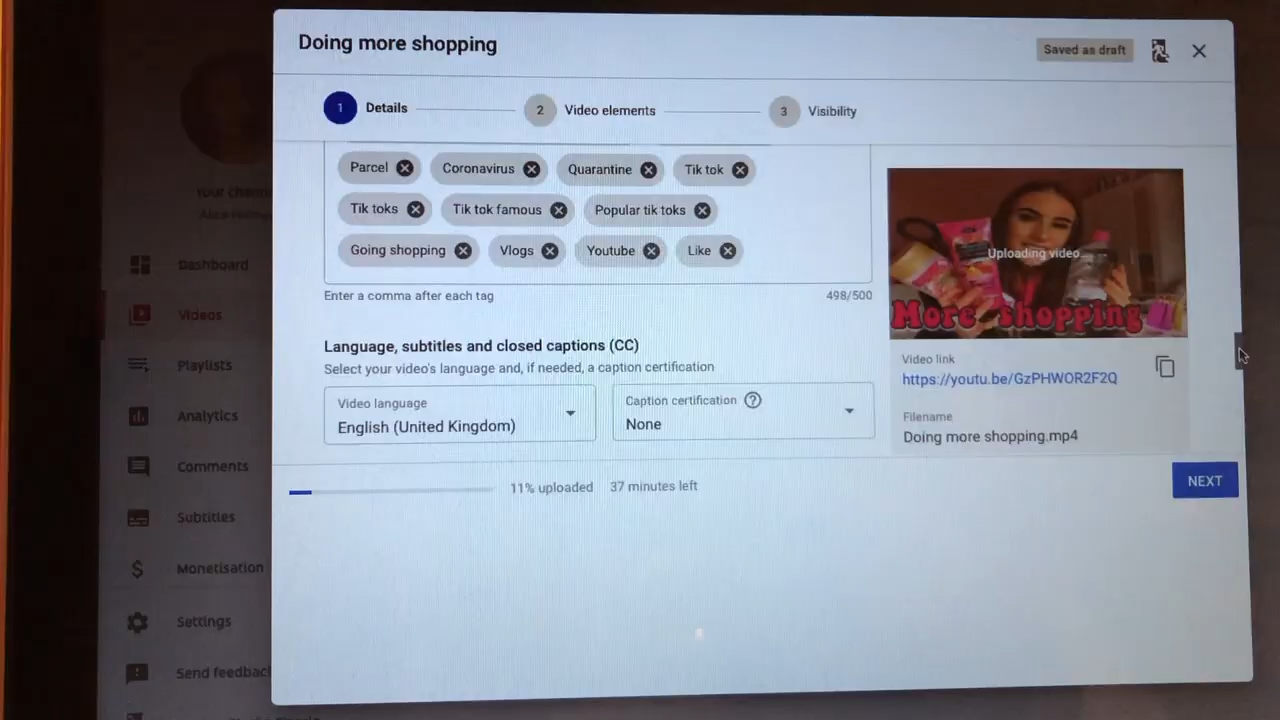 Doing more shopping
Saved as draft
1 Details
2 Video elements
3 Visibility
Parcel
Coronavirus
Quarantine
Tik tok
Tik toks
Tik tok famous
Popular tik toks
Going shopping
Vlogs
Youtube
Like
Enter a comma after each tag
498/500
Language, subtitles and closed captions (CC)
Select your video's language and, if needed, a caption certification
Video language
English (United Kingdom)
Caption certification ?
None
Uploading video...
More shopping
Video link
https://youtu.be/GzPHWOR2F2Q
Filename
Doing more shopping.mp4
11% uploaded 37 minutes left
NEXT
Your
Dashboard
Videos
Playlists
Analytics
Comments
Subtitles
$ Monetisation
Settings
Send feedback